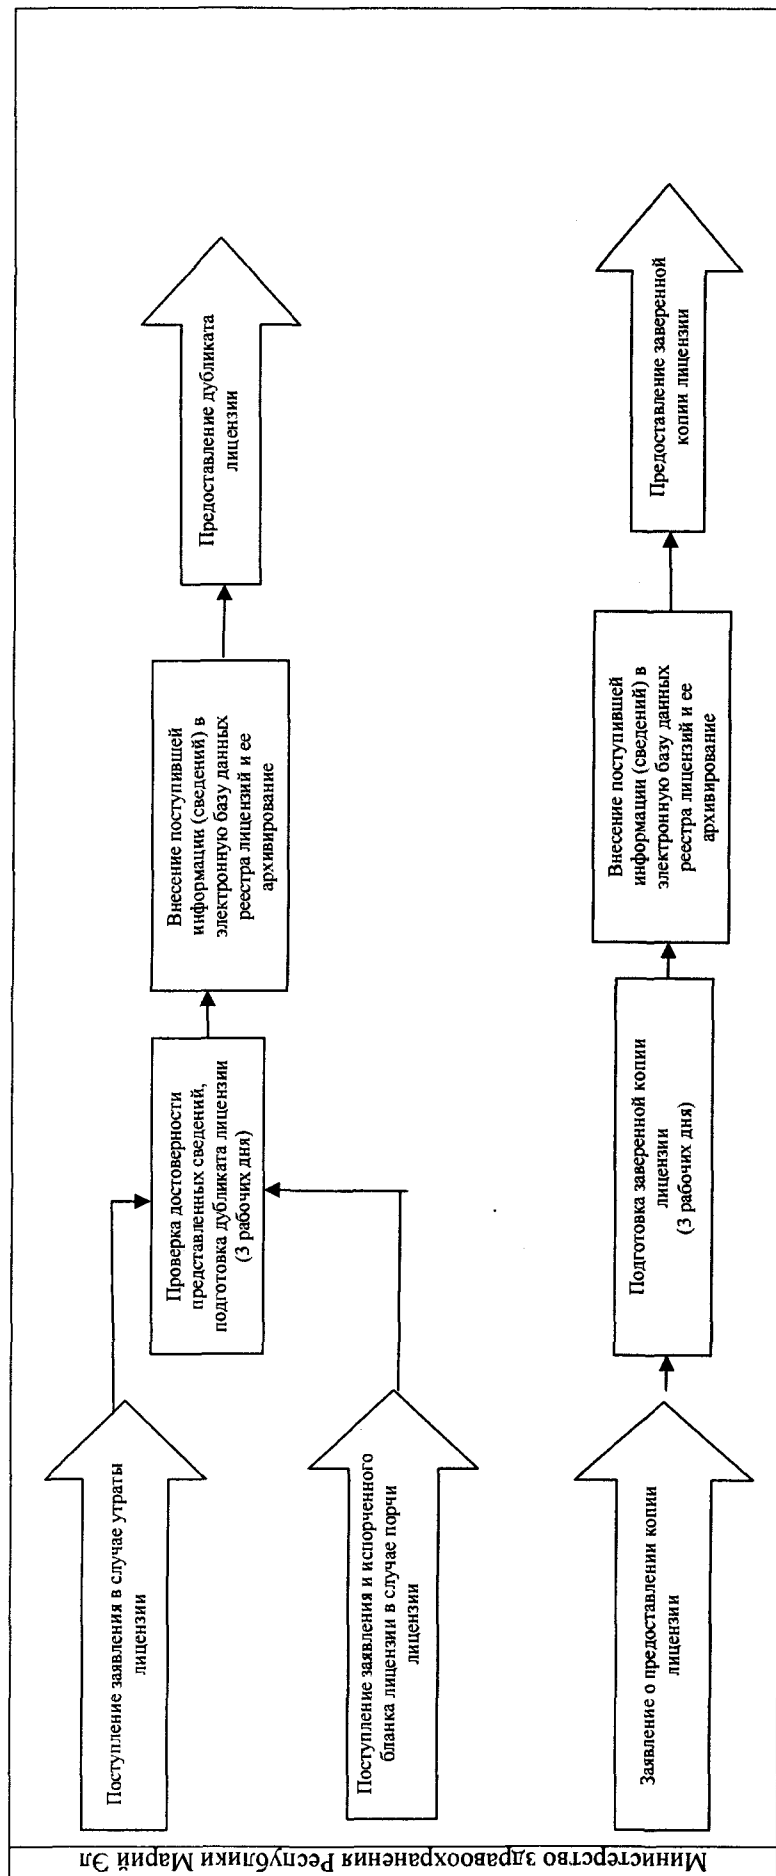 Министерство здравоохранения Республики Марий Эл
Поступление заявления в случае утраты
лицензии
Поступление заявления и испорченного
бланка лицензии в случае порчи
лицензии
Проверка достоверности
представленных сведений,
подготовка дубликата лицензии
(3 рабочих дня)
Внесение поступившей
информации (сведений) в
электронную базу данных
реестра лицензий и ее
архивирование
Предоставление дубликата
лицензии
Заявление о предоставлении копии
лицензии
Подготовка заверенной копии
лицензии
(3 рабочих дня)
Внесение поступившей
информации (сведений) в
электронную базу данных
реестра лицензий и ее
архивирование
Предоставление заверенной
копии лицензии